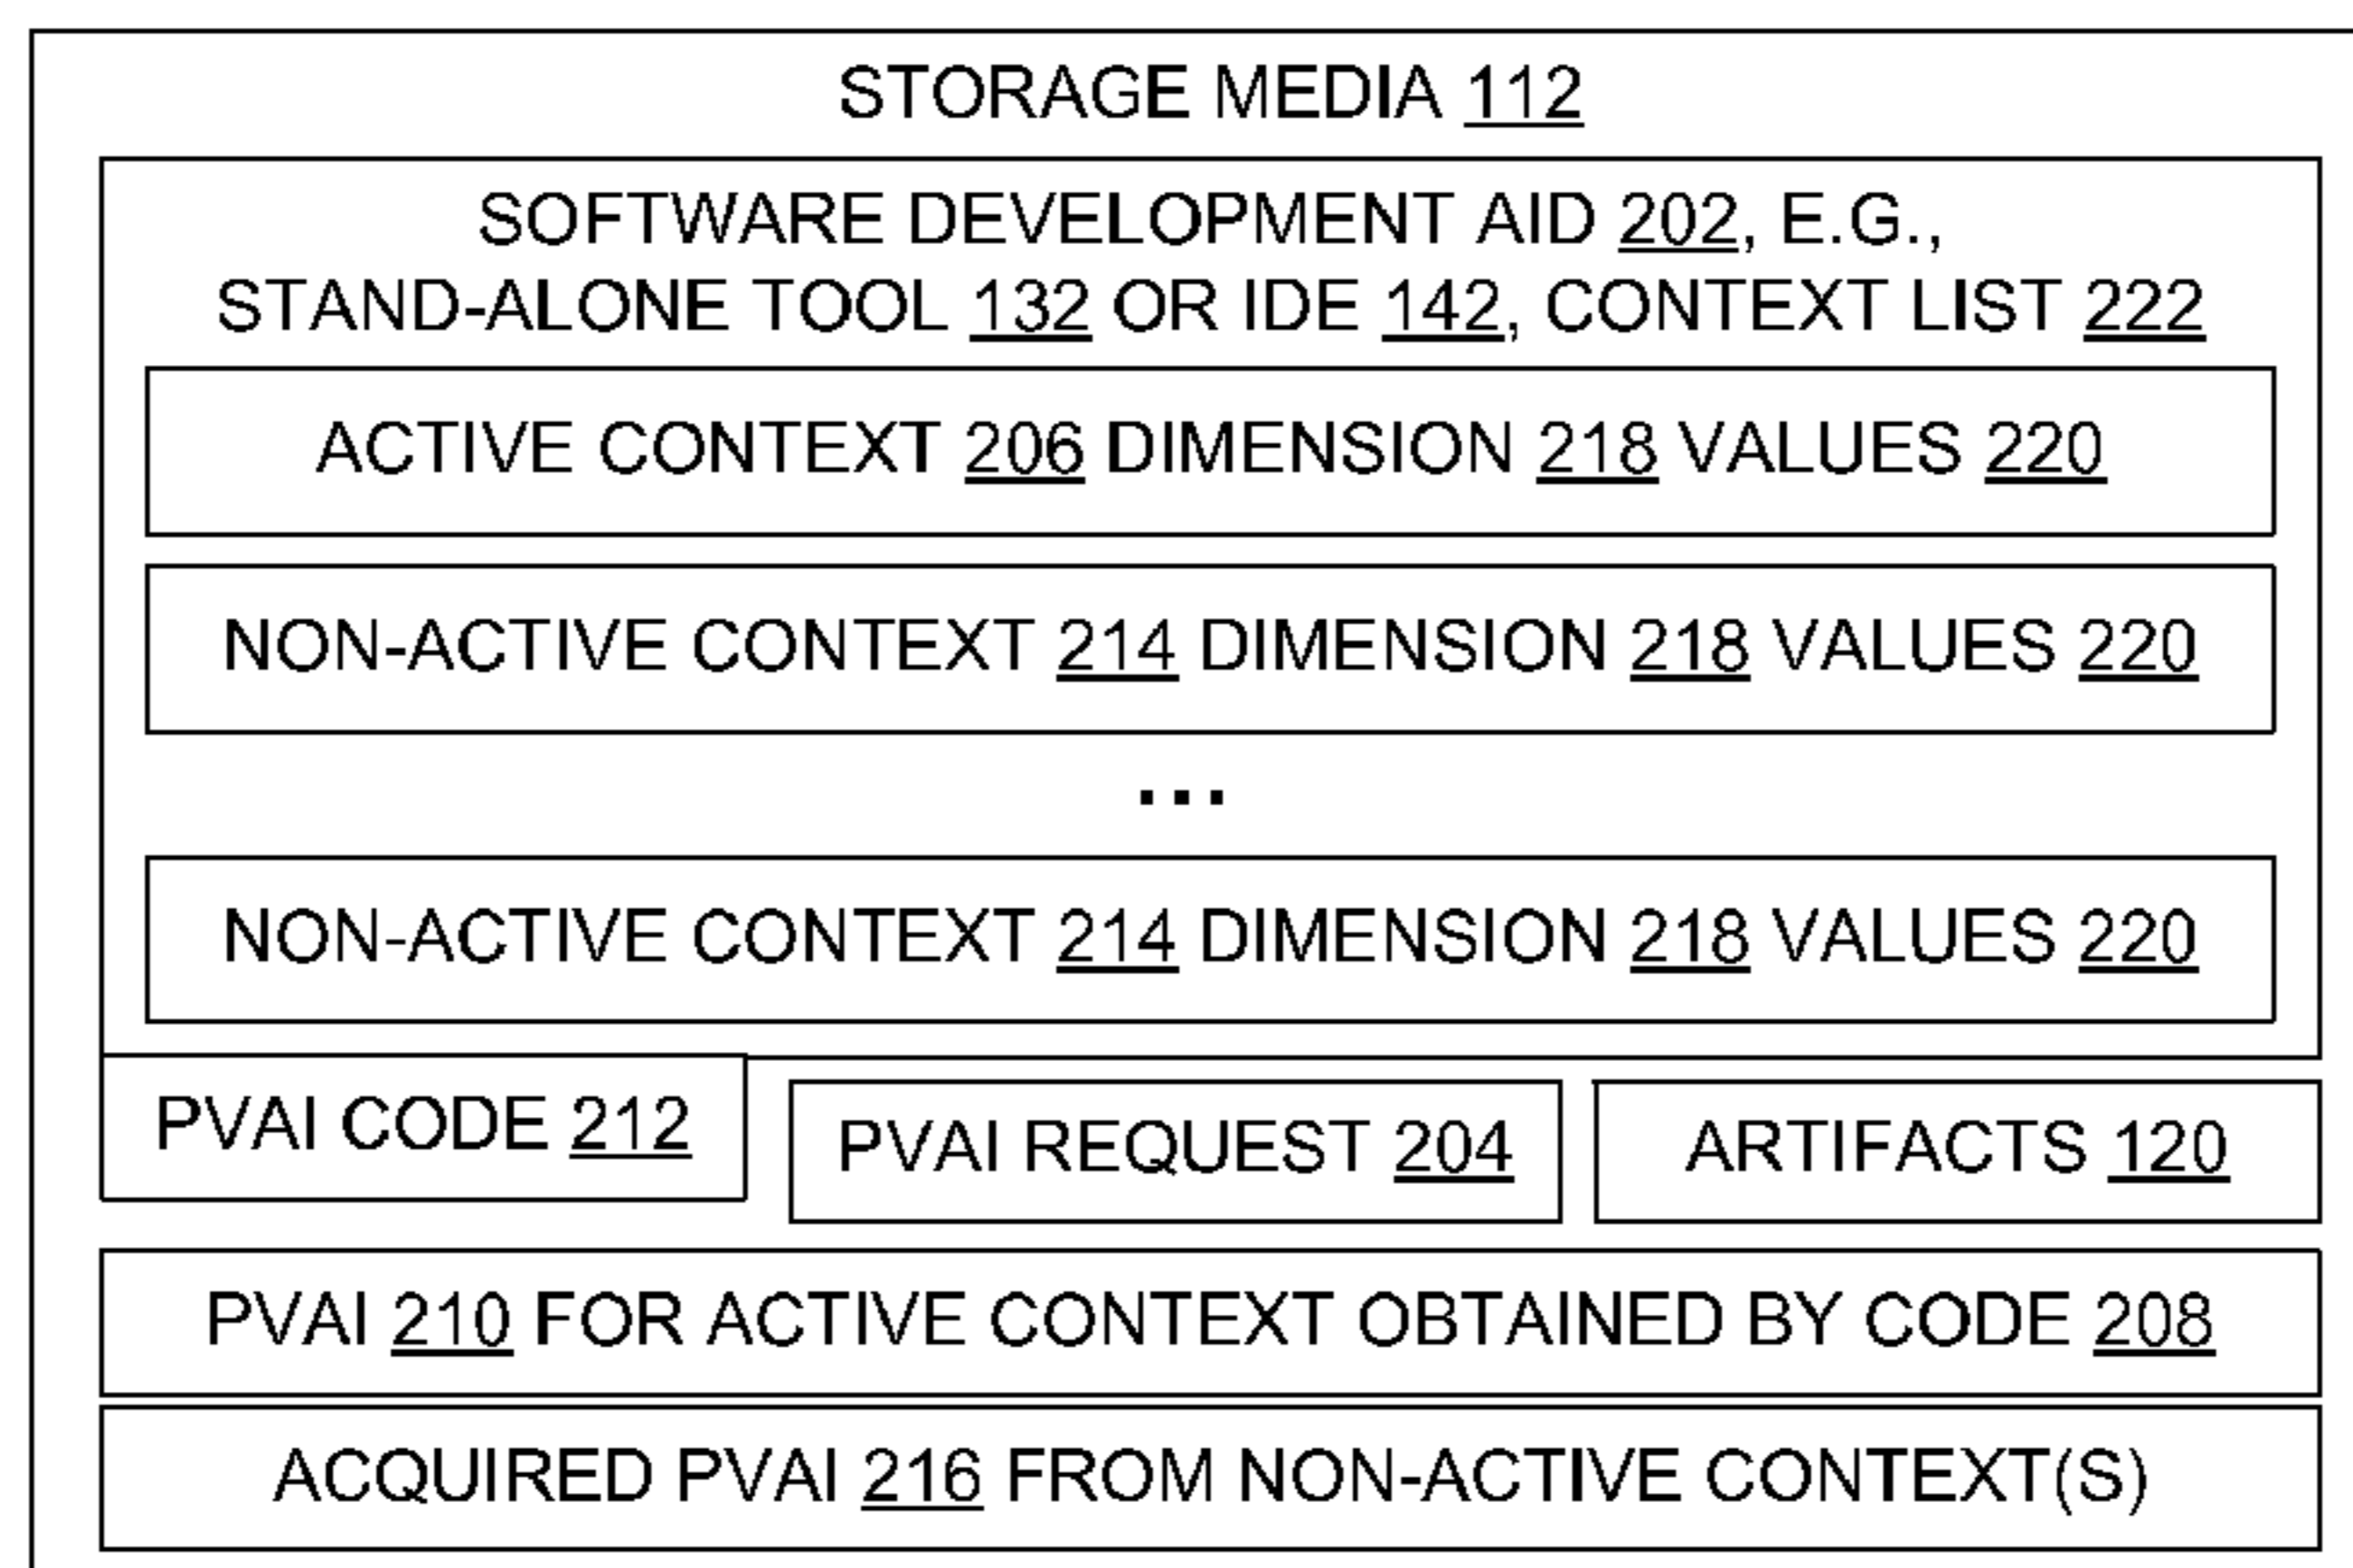 STORAGE MEDIA 112
SOFTWARE DEVELOPMENT AID 202, E.G.,
STAND-ALONE TOOL 132 OR IDE 142, CONTEXT LIST 222
ACTIVE CONTEXT 206 DIMENSION 218 VALUES 220
NON-ACTIVE CONTEXT 214 DIMENSION 218 VALUES 220
...
NON-ACTIVE CONTEXT 214 DIMENSION 218 VALUES 220
PVAI CODE 212
PVAI REQUEST 204
ARTIFACTS 120
PVAI 210 FOR ACTIVE CONTEXT OBTAINED BY CODE 208
ACQUIRED PVAI 216 FROM NON-ACTIVE CONTEXT(S)